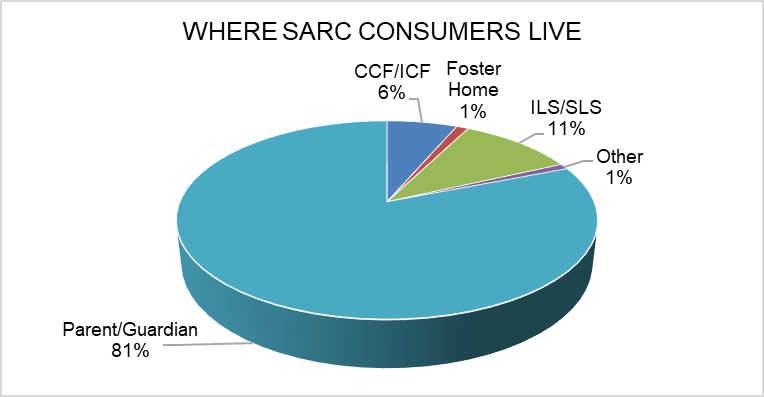 WHERE SARC CONSUMERS LIVE
CCF/ICF
6%
Foster
Home
1%
ILS/SLS
11%
Other
1%
Parent/Guardian
81%